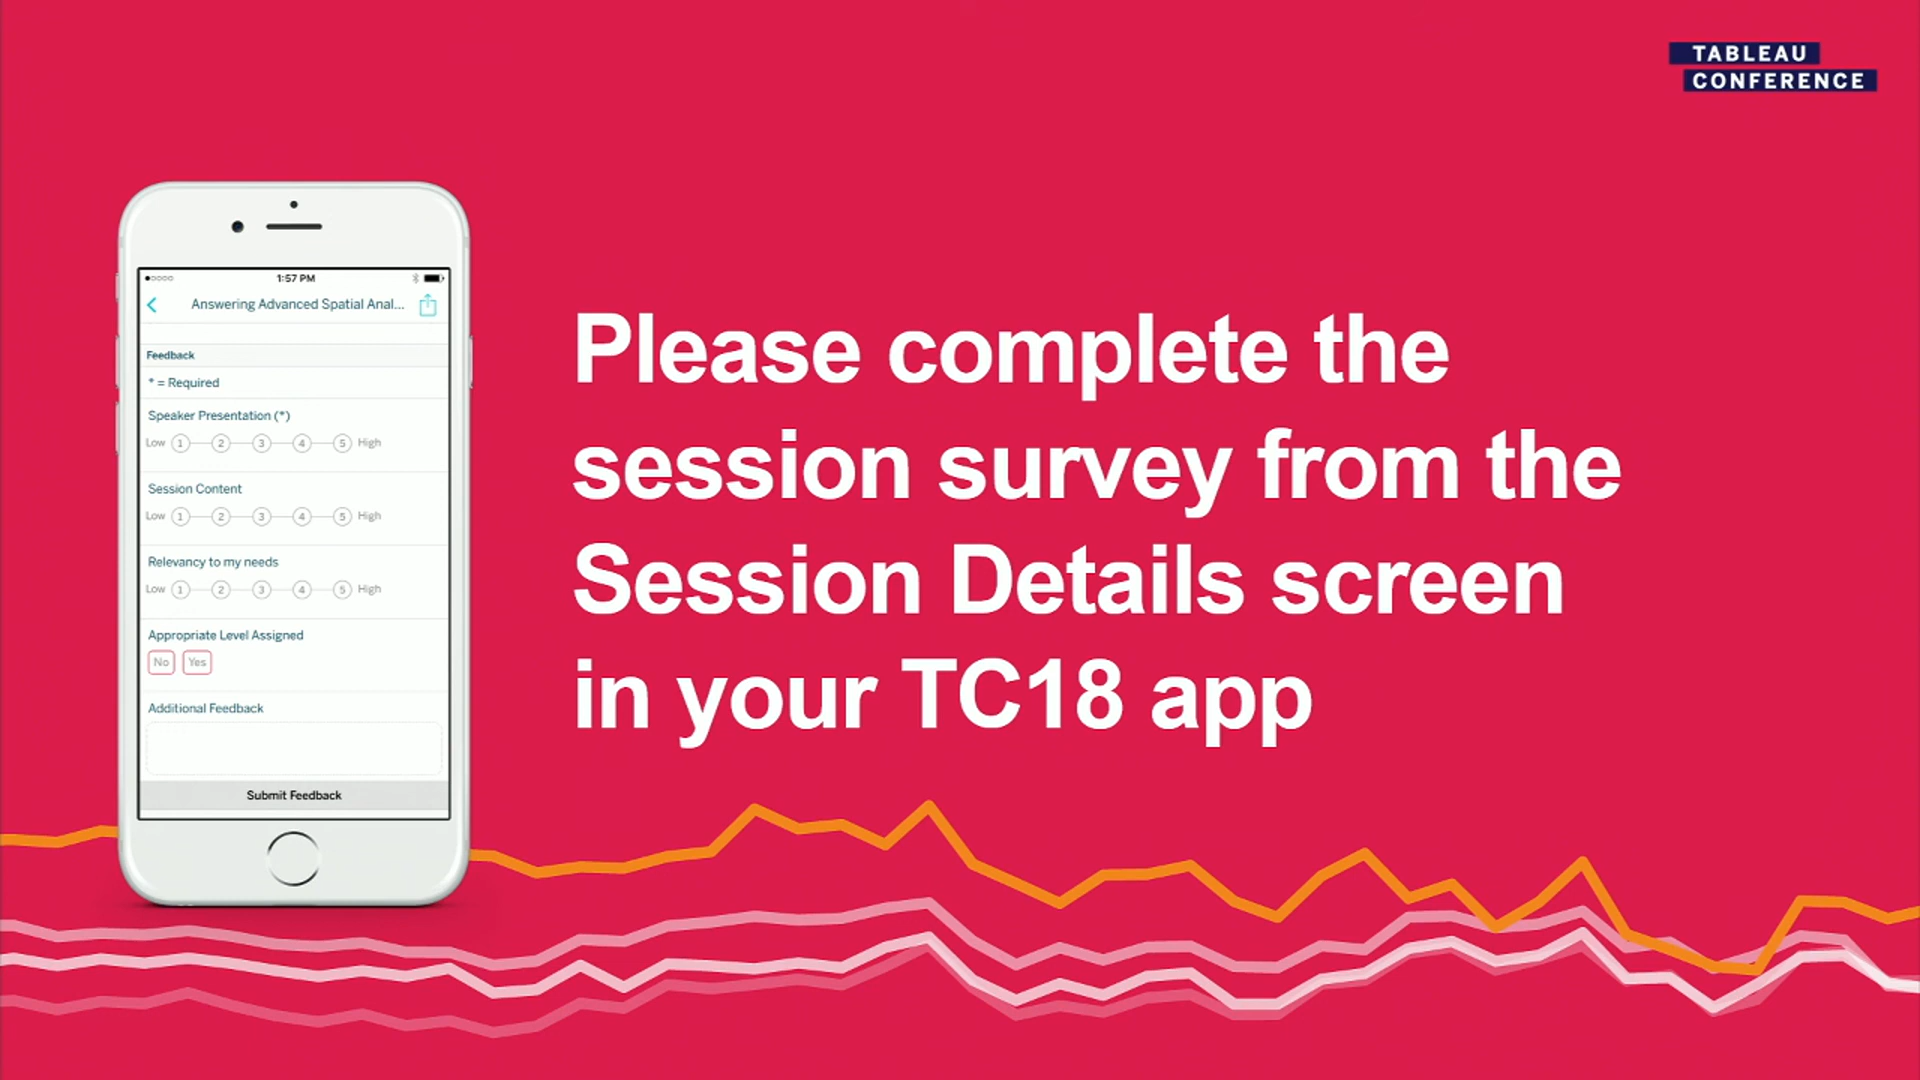 TABLEAU
CONFERENCE
1:57 PM
Answering Advanced Spatial Anal...
Feedback
* = Required
Speaker Presentation (*)
Low 1 2 3 4 5 High
Session Content
Low 1 2 3 4 5 High
Relevancy to my needs
Low 1 2 3 4 5 High
Appropriate Level Assigned
No Yes
Additional Feedback
Submit Feedback
Please complete the
session survey from the
Session Details screen
in your TC18 app